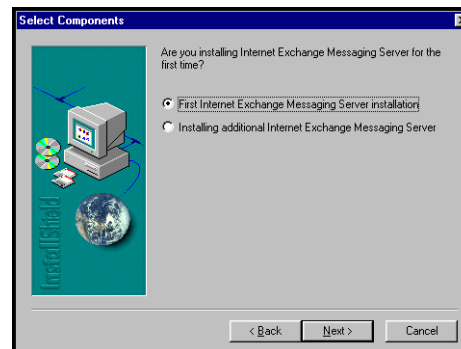 Select Components
Are you installing Internet Exchange Messaging Server for the
first time?
First Internet Exchange Messaging Server installation
Installing additional Internet Exchange Messaging Server
InstallShield
< Back
Next >
Cancel